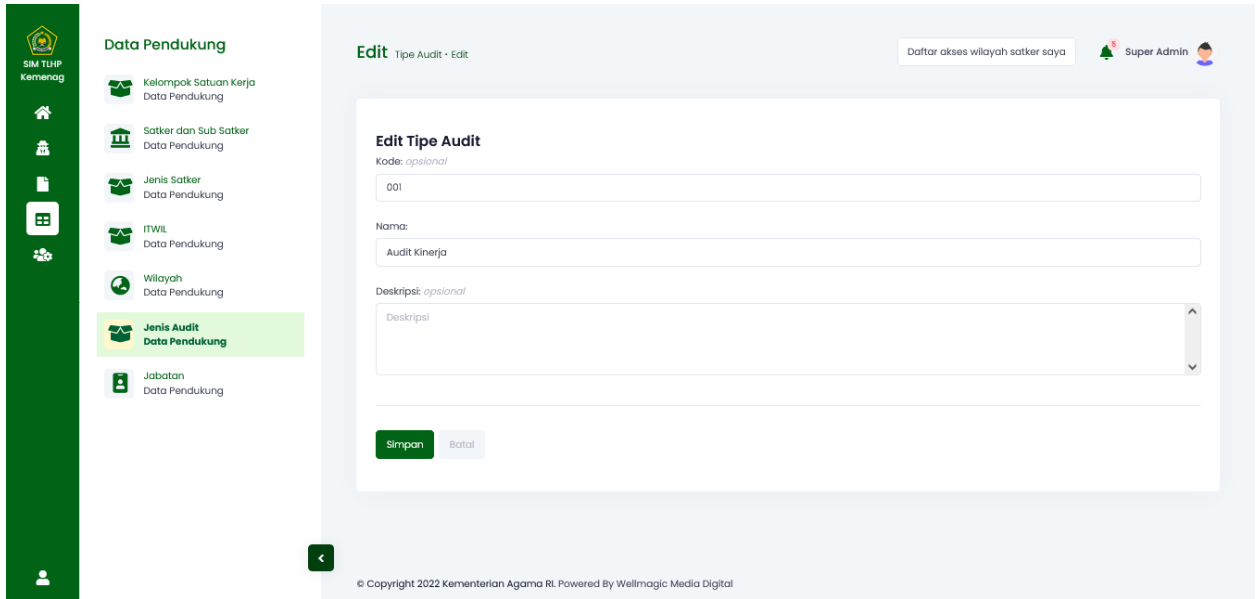 SIM TLHP
Kemenag
Data Pendukung
Kelompok Satuan Kerja
Data Pendukung
Satker dan Sub Satker
Data Pendukung
Jenis Satker
Data Pendukung
ITWIL
Data Pendukung
Wilayah
Data Pendukung
Jenis Audit
Data Pendukung
Jabatan
Data Pendukung
Edit Tipe Audit • Edit
Daftar akses wilayah satker saya
5
Super Admin
Edit Tipe Audit
Kode: opsional
001
Nama:
Audit Kinerja
Deskripsi: opsional
Deskripsi
Simpan
Batal
© Copyright 2022 Kementerian Agama RI. Powered By Wellmagic Media Digital